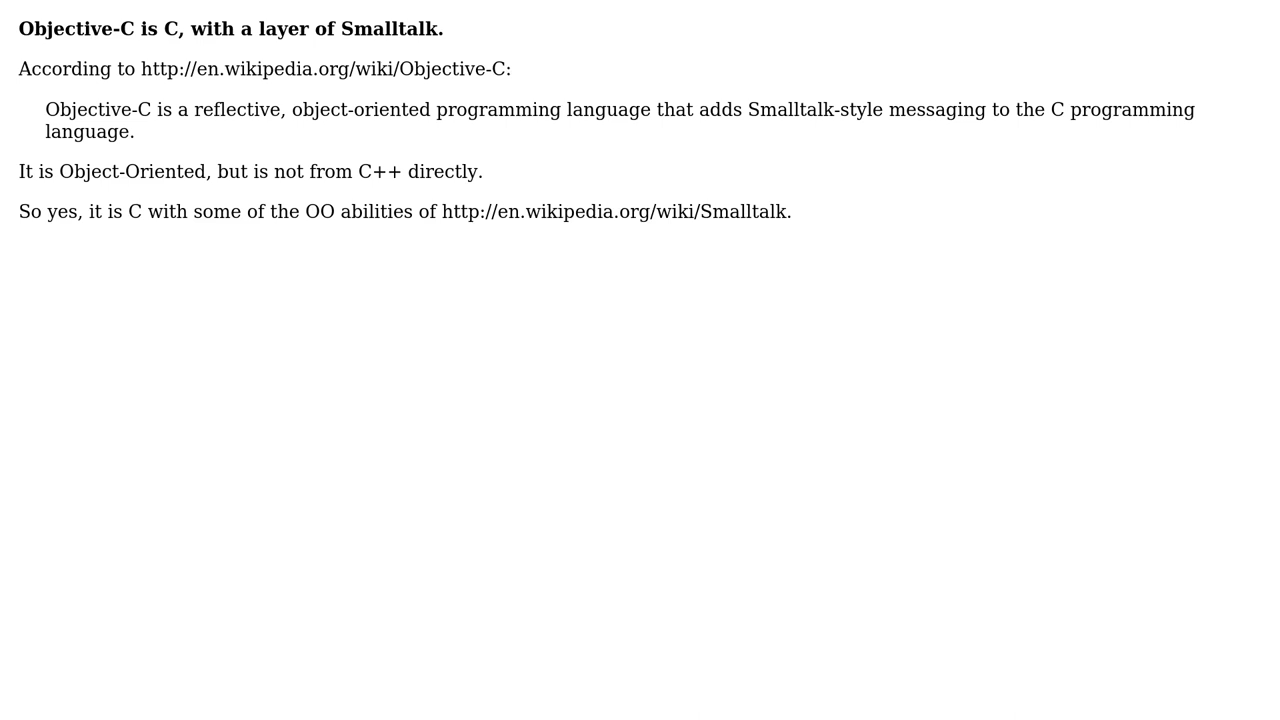 Objective-C is C, with a layer of Smalltalk.
According to http://en.wikipedia.org/wiki/Objective-C:
Objective-C is a reflective, object-oriented programming language that adds Smalltalk-style messaging to the C programming
language.
It is Object-Oriented, but is not from C++ directly.
So yes, it is C with some of the OO abilities of http://en.wikipedia.org/wiki/Smalltalk.